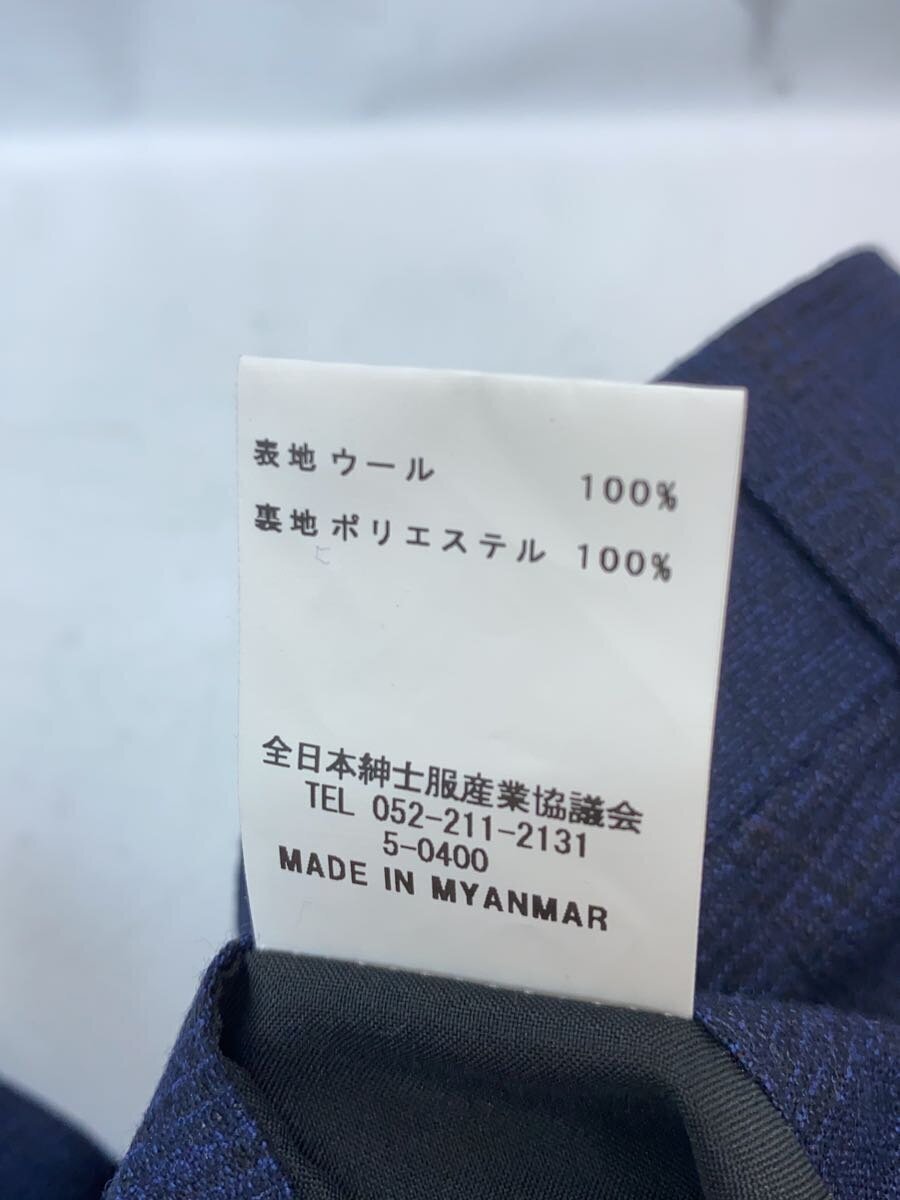 表地 ウール 100%
裏地 ポリエステル 100%
全日本紳士服産業協議会
TEL 052-211-2131
5-0400
MADE IN MYANMAR